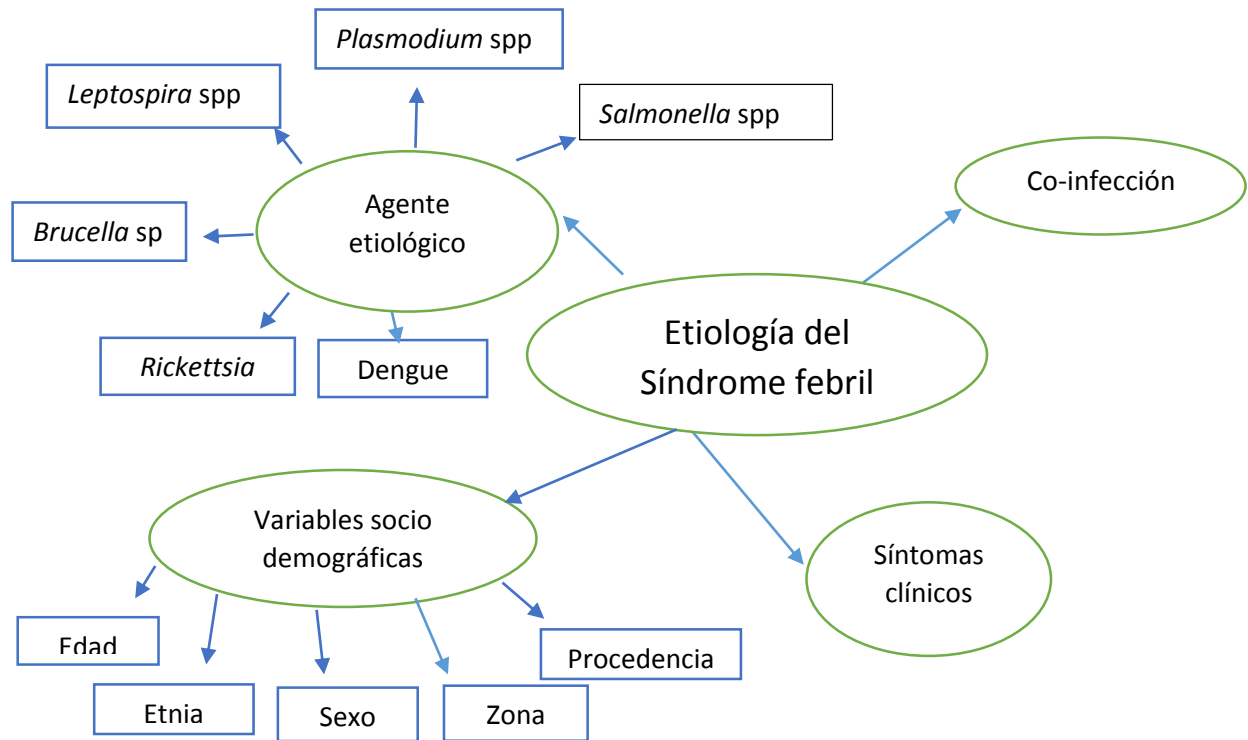 Plasmodium spp
Leptospira spp
Salmonella spp
Agente
etiológico
Co-infección
Brucella sp
Etiología del
Síndrome febril
Rickettsia
Dengue
Variables socio
demográficas
Síntomas
clínicos
Edad
Procedencia
Etnia
Sexo
Zona